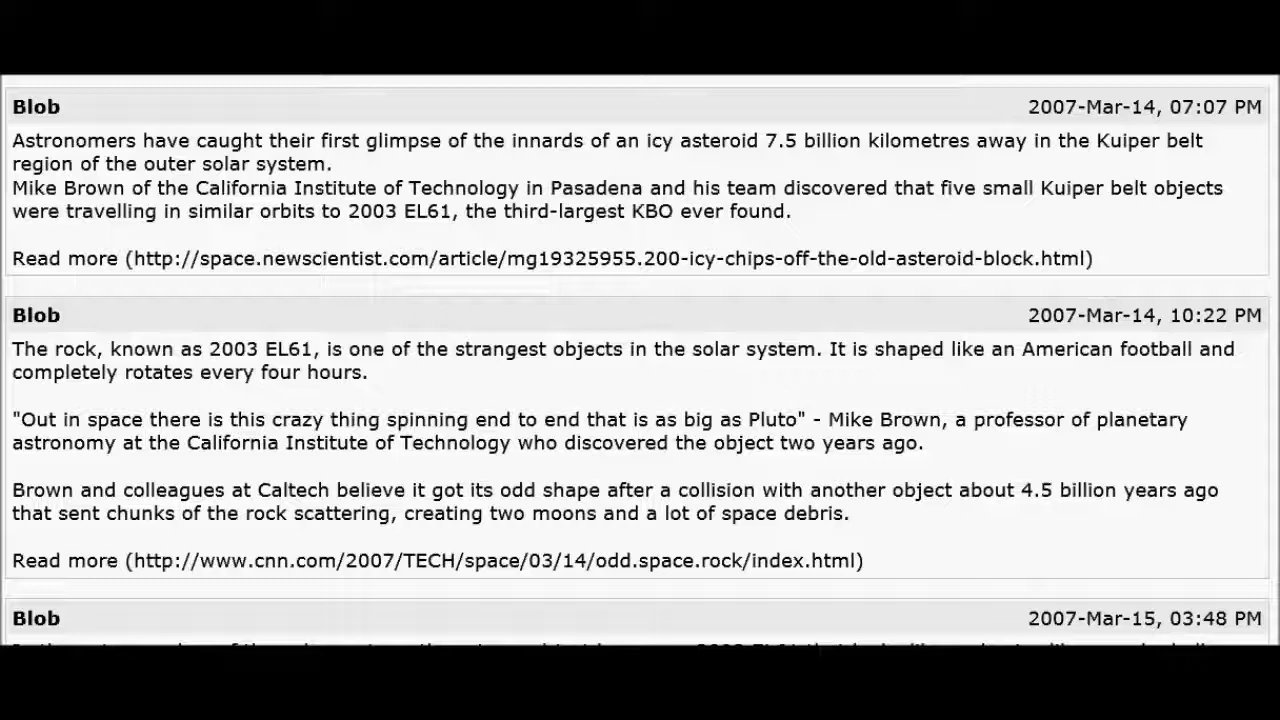 Blob 2007-Mar-14, 07:07 PM
Astronomers have caught their first glimpse of the innards of an icy asteroid 7.5 billion kilometres away in the Kuiper belt
region of the outer solar system.
Mike Brown of the California Institute of Technology in Pasadena and his team discovered that five small Kuiper belt objects
were travelling in similar orbits to 2003 EL61, the third-largest KBO ever found.
Read more (http://space.newscientist.com/article/mg19325955.200-icy-chips-off-the-old-asteroid-block.html)
Blob 2007-Mar-14, 10:22 PM
The rock, known as 2003 EL61, is one of the strangest objects in the solar system. It is shaped like an American football and
completely rotates every four hours.
"Out in space there is this crazy thing spinning end to end that is as big as Pluto" - Mike Brown, a professor of planetary
astronomy at the California Institute of Technology who discovered the object two years ago.
Brown and colleagues at Caltech believe it got its odd shape after a collision with another object about 4.5 billion years ago
that sent chunks of the rock scattering, creating two moons and a lot of space debris.
Read more (http://www.cnn.com/2007/TECH/space/03/14/odd.space.rock/index.html)
Blob 2007-Mar-15, 03:48 PM